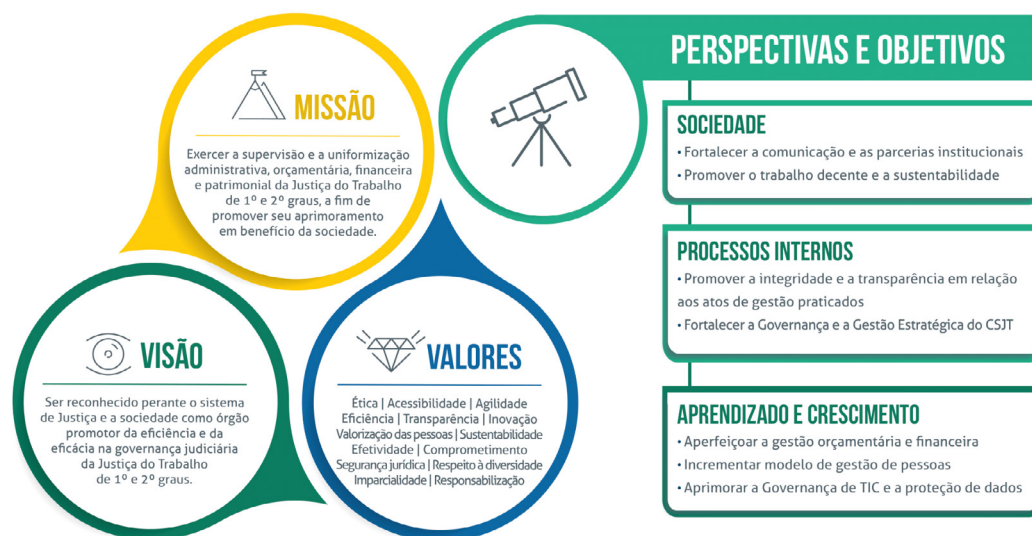 MISSÃO
Exercer a supervisão e a uniformização
administrativa, orçamentária, financeira
e patrimonial da Justiça do Trabalho
de 1º e 2º graus, a fim de
promover seu aprimoramento
em benefício da sociedade.
VISÃO
Ser reconhecido perante o sistema
de Justiça e a sociedade como órgão
promotor da eficiência e da
eficácia na governança judiciária
da Justiça do Trabalho
de 1º e 2º graus.
VALORES
Ética | Acessibilidade | Agilidade
Eficiência | Transparência | Inovação
Valorização das pessoas | Sustentabilidade
Efetividade | Comprometimento
Segurança jurídica | Respeito à diversidade
Imparcialidade | Responsabilização
PERSPECTIVAS E OBJETIVOS
SOCIEDADE
• Fortalecer a comunicação e as parcerias institucionais
• Promover o trabalho decente e a sustentabilidade
PROCESSOS INTERNOS
• Promover a integridade e a transparência em relação
aos atos de gestão praticados
• Fortalecer a Governança e a Gestão Estratégica do CSJT
APRENDIZADO E CRESCIMENTO
• Aperfeiçoar a gestão orçamentária e financeira
• Incrementar modelo de gestão de pessoas
• Aprimorar a Governança de TIC e a proteção de dados